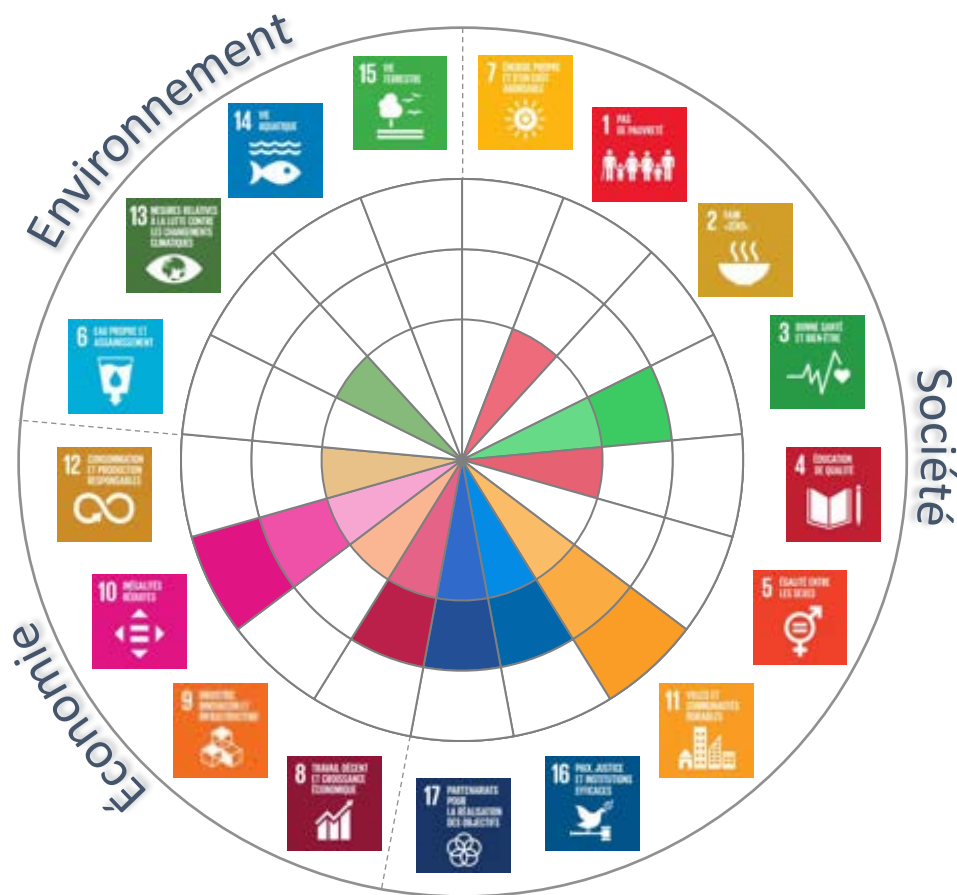 Environnement
Société
Économie
15 VIE
TERRESTRE
7 ÉNERGIE PROPRE
ET D'UN COÛT
ABORDABLE
1 PAS
DE PAUVRETÉ
2 FAIM
«ZÉRO»
3 BONNE SANTÉ
ET BIEN-ÊTRE
4 ÉDUCATION
DE QUALITÉ
5 ÉGALITÉ ENTRE
LES SEXES
11 VILLES ET
COMMUNAUTÉS
DURABLES
16 PAIX, JUSTICE
ET INSTITUTIONS
EFFICACES
17 PARTENARIATS
POUR
LA RÉALISATION
DES OBJECTIFS
8 TRAVAIL DÉCENT
ET CROISSANCE
ÉCONOMIQUE
9 INDUSTRIE,
INNOVATION ET
INFRASTRUCTURE
10 INÉGALITÉS
RÉDUITES
12 CONSOMMATION
ET PRODUCTION
RESPONSABLES
6 EAU PROPRE ET
ASSAINISSEMENT
13 MESURES RELATIVES
À LA LUTTE CONTRE
LES CHANGEMENTS
CLIMATIQUES
14 VIE
AQUATIQUE